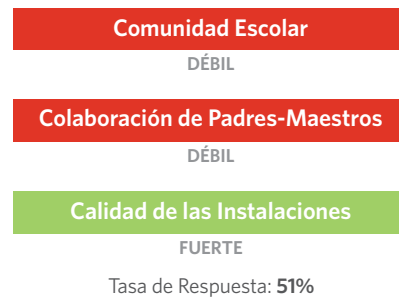 Comunidad Escolar
DÉBIL
Colaboración de Padres-Maestros
DÉBIL
Calidad de las Instalaciones
FUERTE
Tasa de Respuesta: 51%